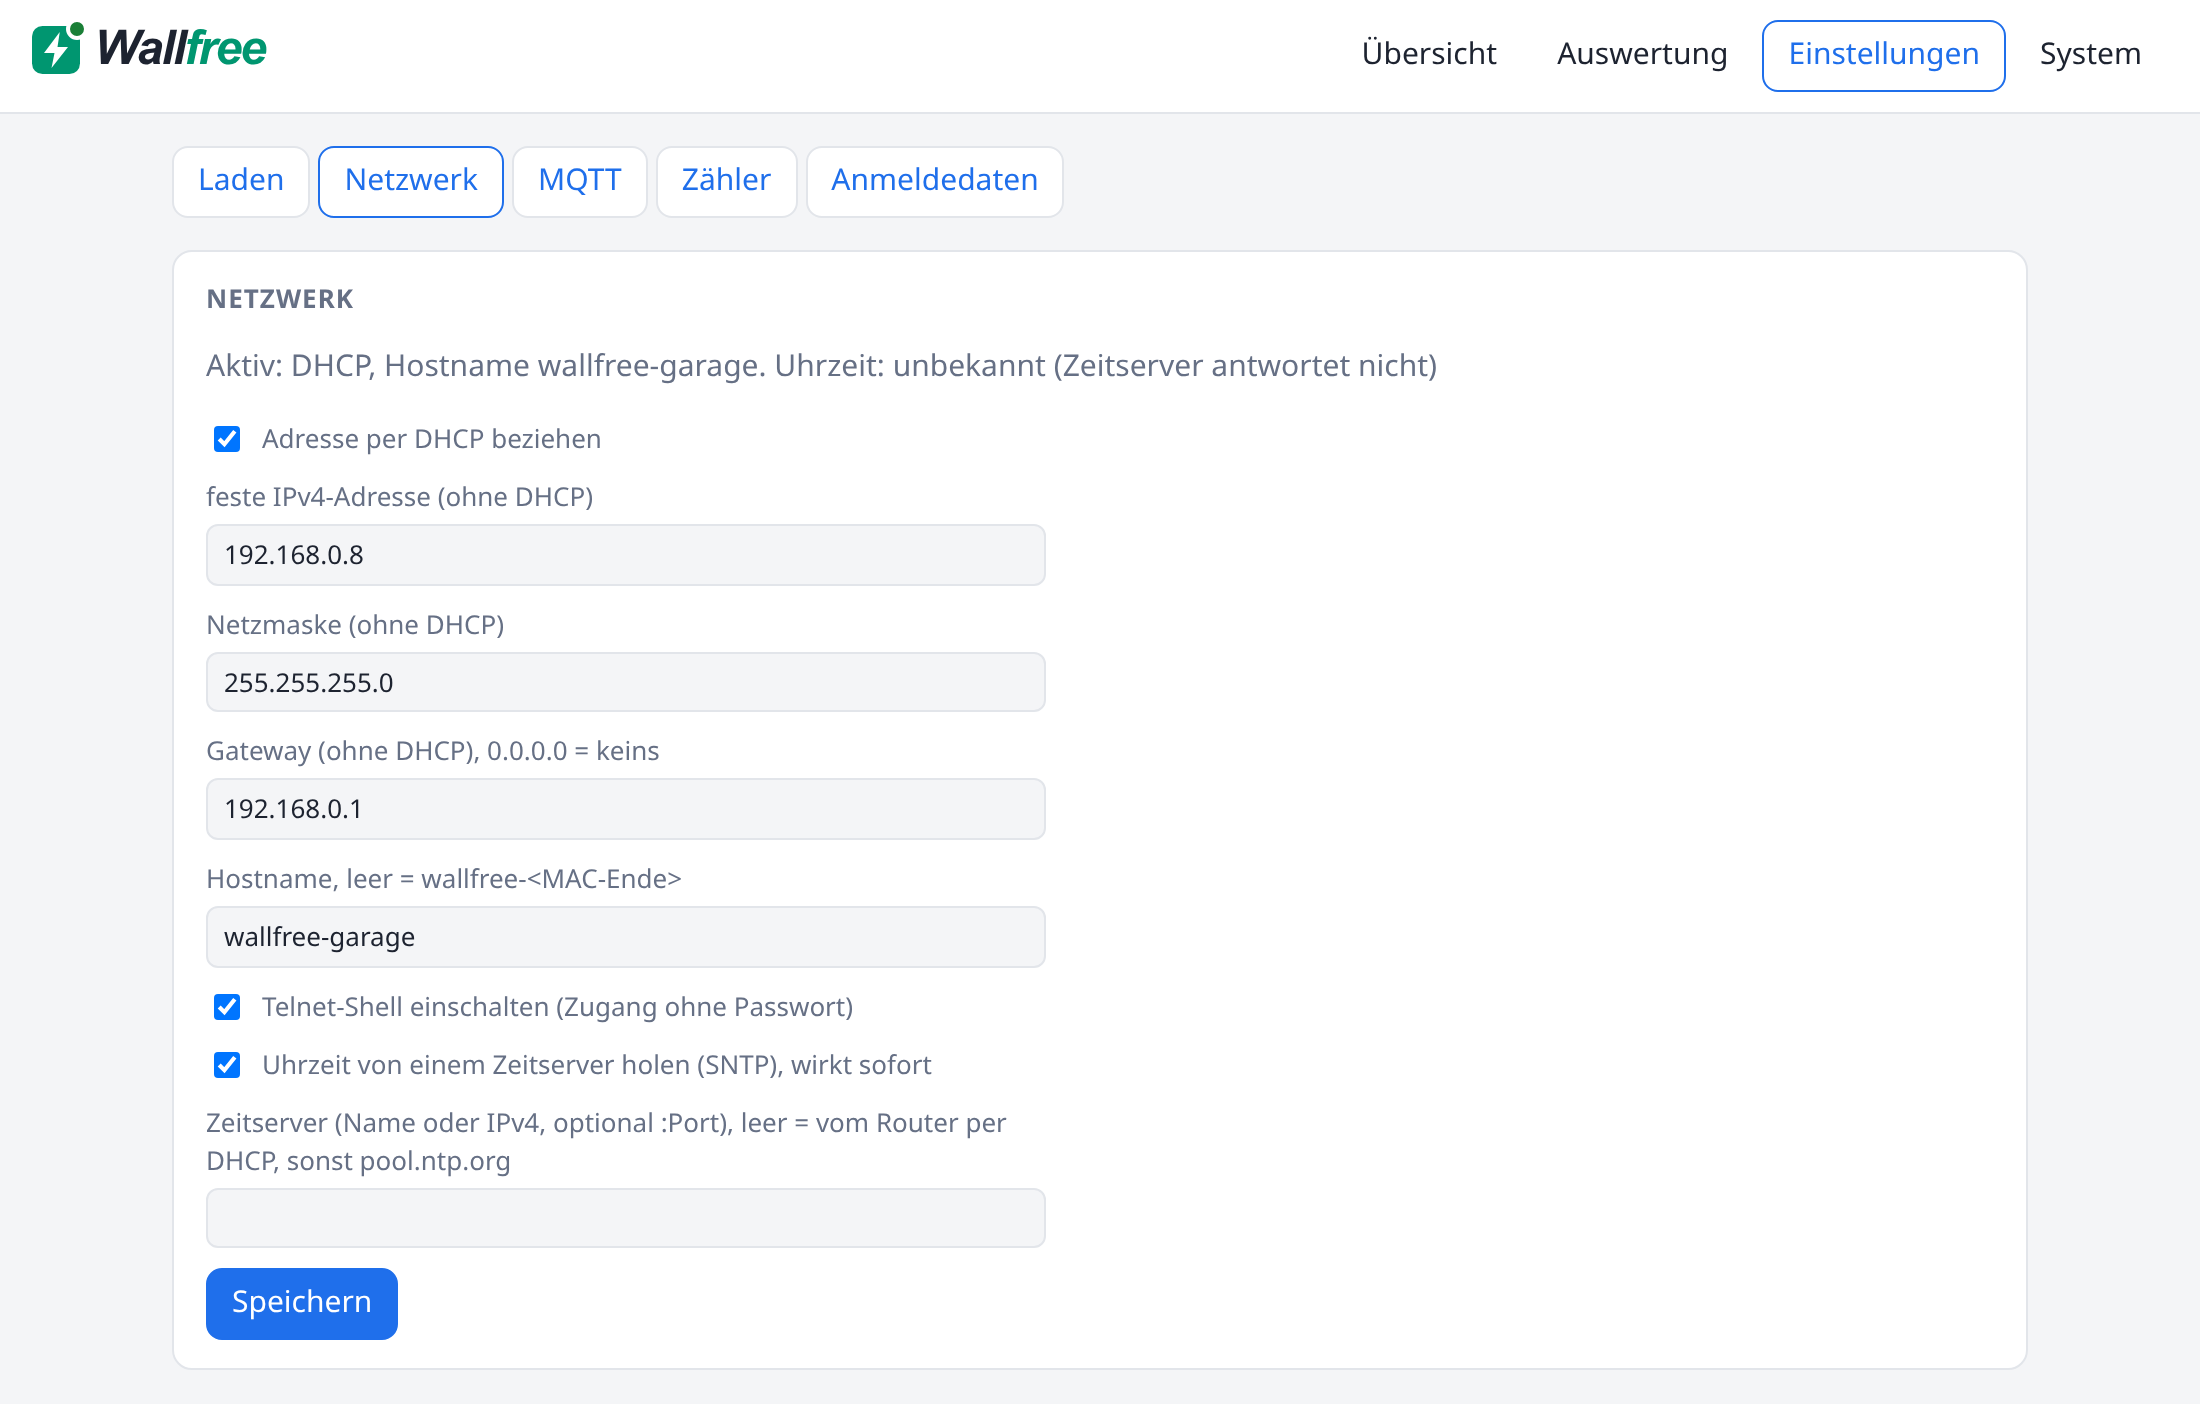 Wallfree
Übersicht
Auswertung
Einstellungen
System
Laden
Netzwerk
MQTT
Zähler
Anmeldedaten
NETZWERK
Aktiv: DHCP, Hostname wallfree-garage. Uhrzeit: unbekannt (Zeitserver antwortet nicht)
Adresse per DHCP beziehen
feste IPv4-Adresse (ohne DHCP)
192.168.0.8
Netzmaske (ohne DHCP)
255.255.255.0
Gateway (ohne DHCP), 0.0.0.0 = keins
192.168.0.1
Hostname, leer = wallfree-<MAC-Ende>
wallfree-garage
Telnet-Shell einschalten (Zugang ohne Passwort)
Uhrzeit von einem Zeitserver holen (SNTP), wirkt sofort
Zeitserver (Name oder IPv4, optional :Port), leer = vom Router per
DHCP, sonst pool.ntp.org
Speichern